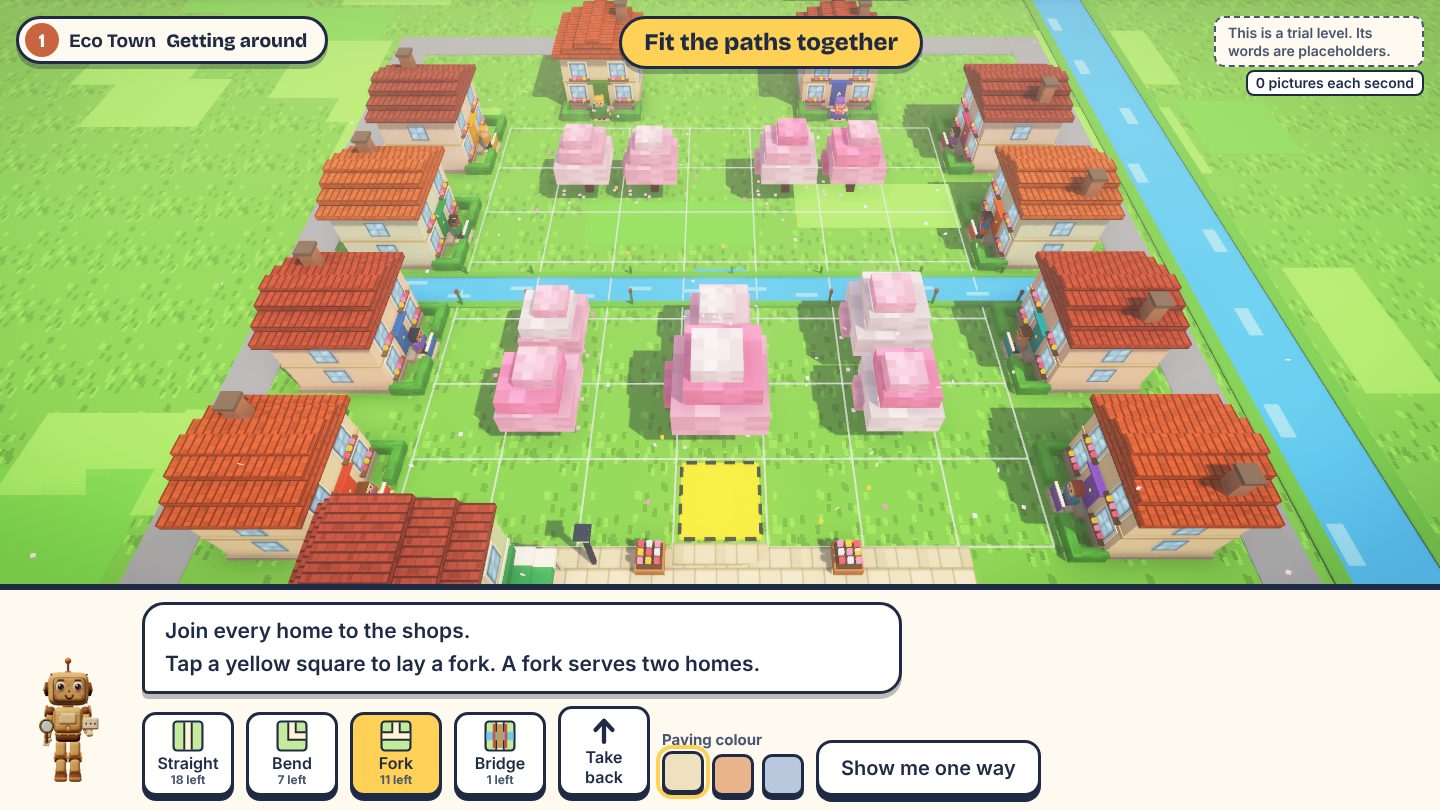 1 Eco Town Getting around
Fit the paths together
This is a trial level. Its
words are placeholders.
0 pictures each second
Join every home to the shops.
Tap a yellow square to lay a fork. A fork serves two homes.
Straight
18 left
Bend
7 left
Fork
11 left
Bridge
1 left
Take
back
Paving colour
Show me one way